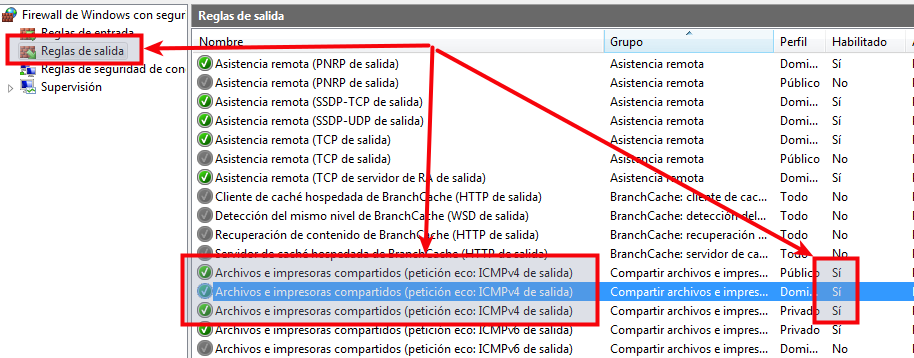 Firewall de Windows con segur
Reglas de entrada
Reglas de salida
Reglas de seguridad de con
Supervisión
Reglas de salida
Nombre Grupo Perfil Habilitado
Asistencia remota (PNRP de salida) Asistencia remota Domi... Sí
Asistencia remota (PNRP de salida) Asistencia remota Público No
Asistencia remota (SSDP-TCP de salida) Asistencia remota Domi... Sí
Asistencia remota (SSDP-UDP de salida) Asistencia remota Domi... Sí
Asistencia remota (TCP de salida) Asistencia remota Domi... Sí
Asistencia remota (TCP de salida) Asistencia remota Público No
Asistencia remota (TCP de servidor de RA de salida) Asistencia remota Domi... Sí
Cliente de caché hospedada de BranchCache (HTTP de salida) BranchCache: cliente de cac... Todo No
Detección del mismo nivel de BranchCache (WSD de salida) BranchCache: detección del... Todo No
Recuperación de contenido de BranchCache (HTTP de salida) BranchCache: recuperación ... Todo No
Servidor de caché hospedada de BranchCache (HTTP de salida) BranchCache: servidor de ca... Todo No
Archivos e impresoras compartidos (petición eco: ICMPv4 de salida) Compartir archivos e impres... Público Sí
Archivos e impresoras compartidos (petición eco: ICMPv4 de salida) Compartir archivos e impres... Domi... Sí
Archivos e impresoras compartidos (petición eco: ICMPv4 de salida) Compartir archivos e impres... Privado Sí
Archivos e impresoras compartidos (petición eco: ICMPv6 de salida) Compartir archivos e impres... Privado Sí
Archivos e impresoras compartidos (petición eco: ICMPv6 de salida) Compartir archivos e impres... Domi... No